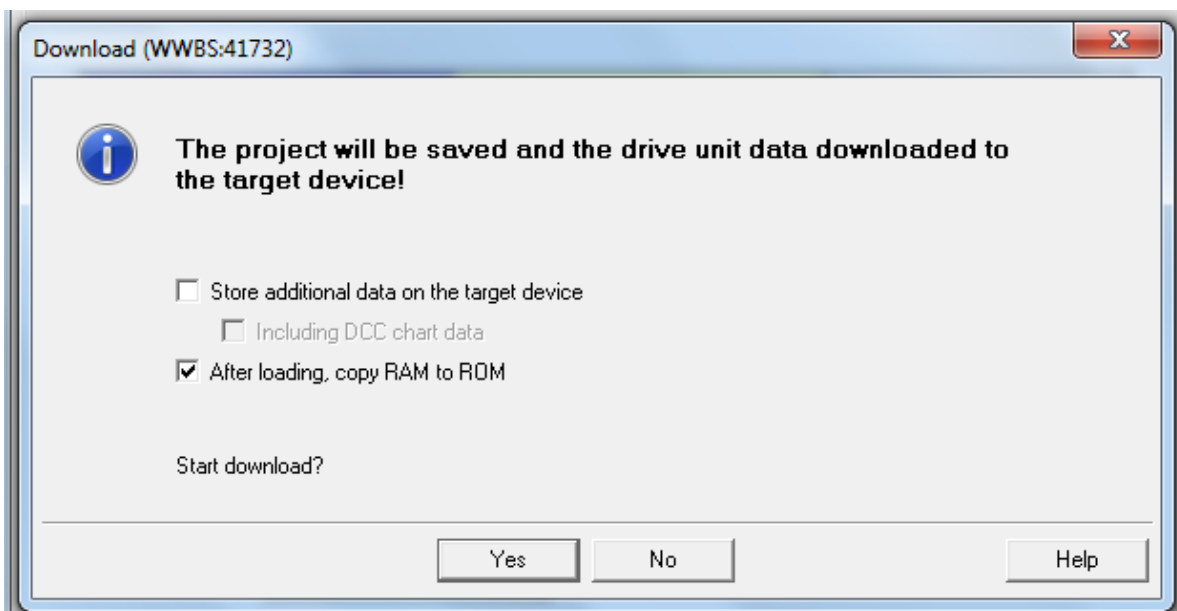 Download (WWBS:41732)
The project will be saved and the drive unit data downloaded to
the target device!
Store additional data on the target device
Including DCC chart data
After loading, copy RAM to ROM
Start download?
Yes No Help